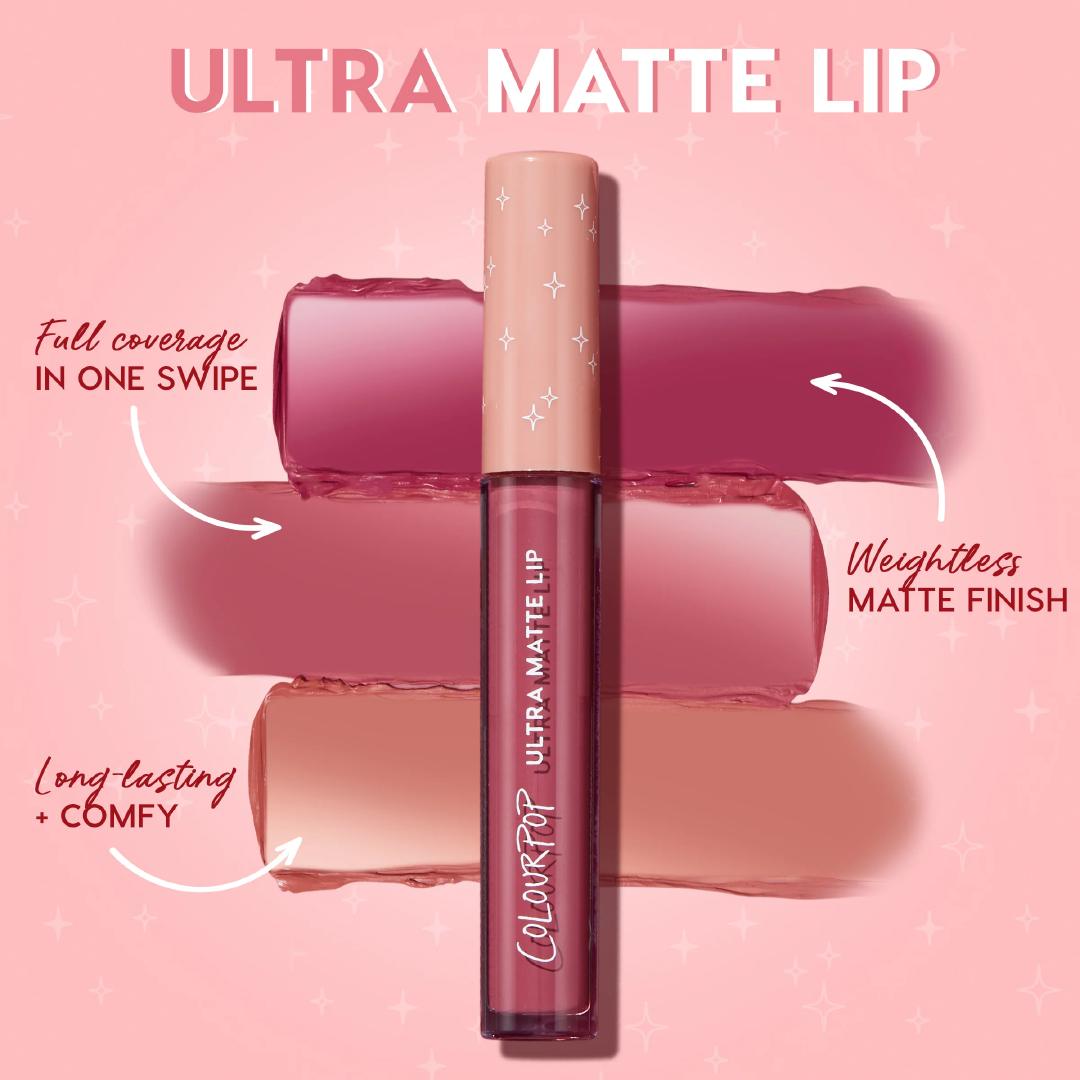 ULTRA MATTE LIP
Full coverage
IN ONE SWIPE
Weightless
MATTE FINISH
Long-lasting
+ COMFY
COLOURPOP ULTRA MATTE LIP